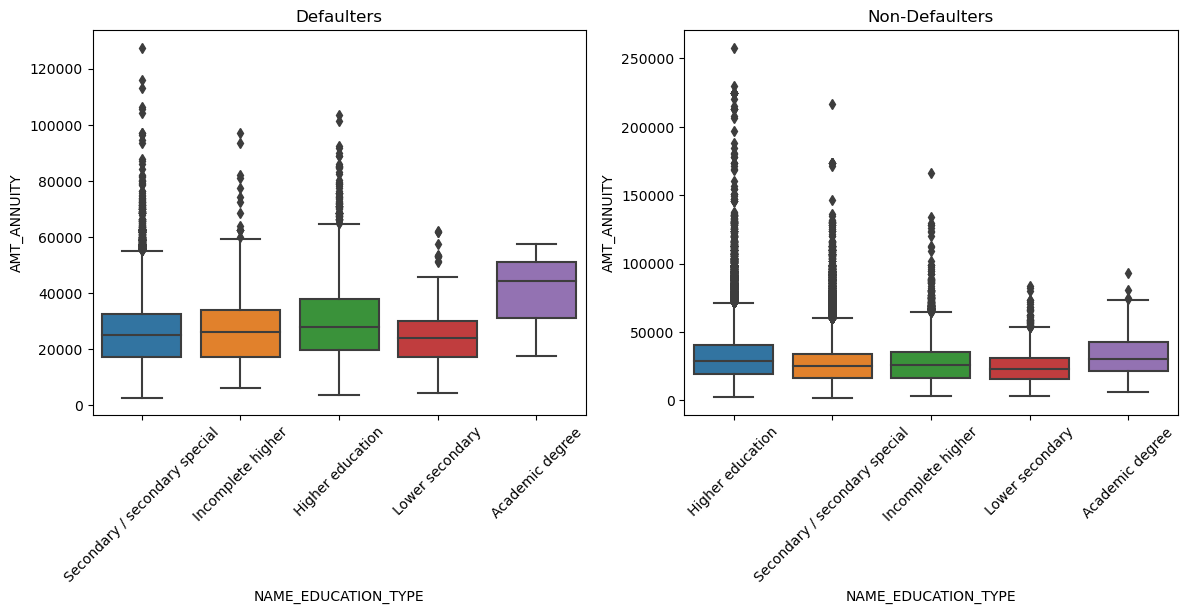 Defaulters
120000
100000
80000
60000
40000
20000
0
AMT_ANNUITY
Secondary / secondary special
Incomplete higher
Higher education
Lower secondary
Academic degree
NAME_EDUCATION_TYPE
Non-Defaulters
250000
200000
150000
100000
50000
0
AMT_ANNUITY
Higher education
Secondary / secondary special
Incomplete higher
Lower secondary
Academic degree
NAME_EDUCATION_TYPE